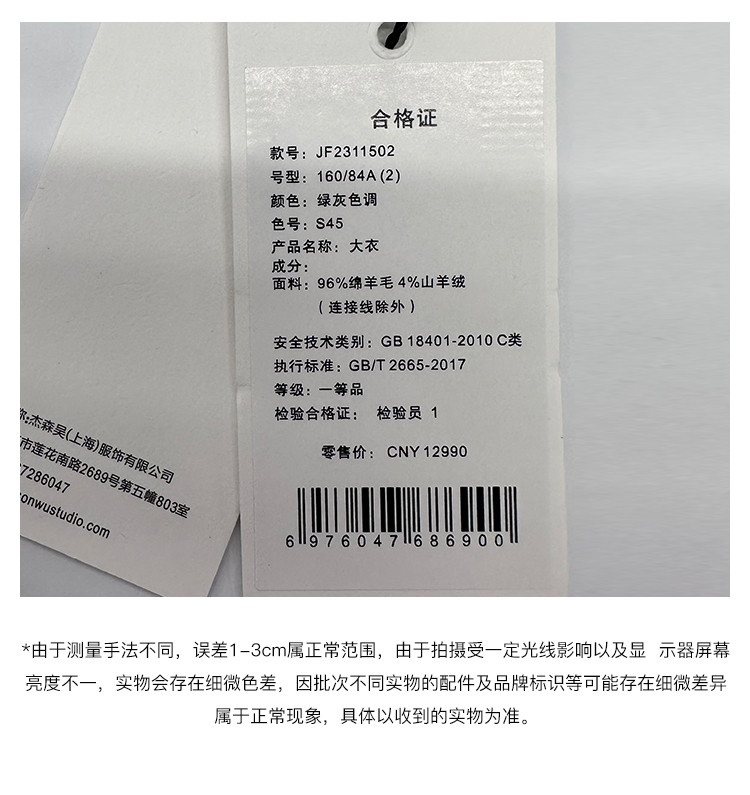 合格证
款号: JF2311502
号型: 160/84A (2)
颜色: 绿灰色调
色号: S45
产品名称: 大衣
成分:
面料: 96%绵羊毛 4%山羊绒
(连接线除外)
安全技术类别: GB 18401-2010 C类
执行标准: GB/T 2665-2017
等级: 一等品
检验合格证: 检验员 1
零售价: CNY 12990
6 976047 686900
杰森吴(上海)服饰有限公司
市莲花南路2689号第五幢803室
7286047
onwustudio.com
*由于测量手法不同，误差1-3cm属正常范围，由于拍摄受一定光线影响以及显 示器屏幕
亮度不一，实物会存在细微色差，因批次不同实物的配件及品牌标识等可能存在细微差异
属于正常现象，具体以收到的实物为准。